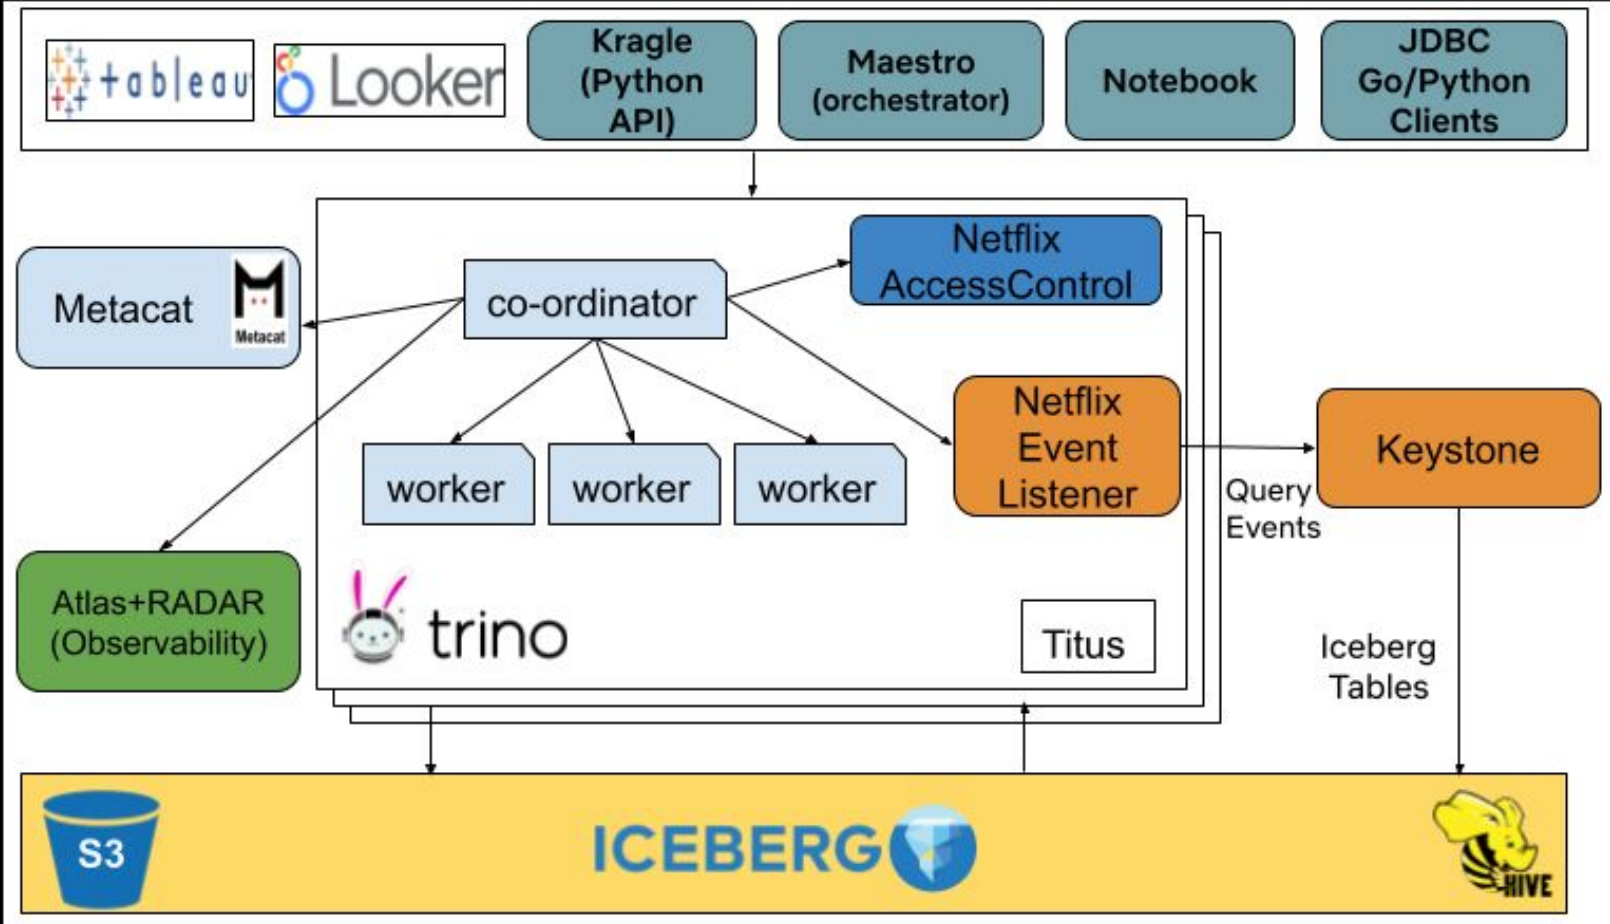 tableau
Looker
Kragle
(Python
API)
Maestro
(orchestrator)
Notebook
JDBC
Go/Python
Clients
Netflix
AccessControl
Metacat
Metacat
co-ordinator
Netflix
Event
Listener
Keystone
worker
worker
worker
Query
Events
Atlas+RADAR
(Observability)
trino
Titus
Iceberg
Tables
S3
ICEBERG
HIVE